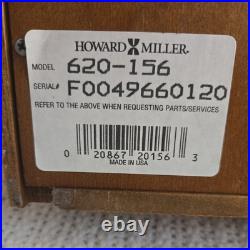 HOWARD MILLER
MODEL 620-156
SERIAL# F0049660120
REFER TO THE ABOVE WHEN REQUESTING PARTS/SERVICES
0 20867 20156 3
MADE IN USA